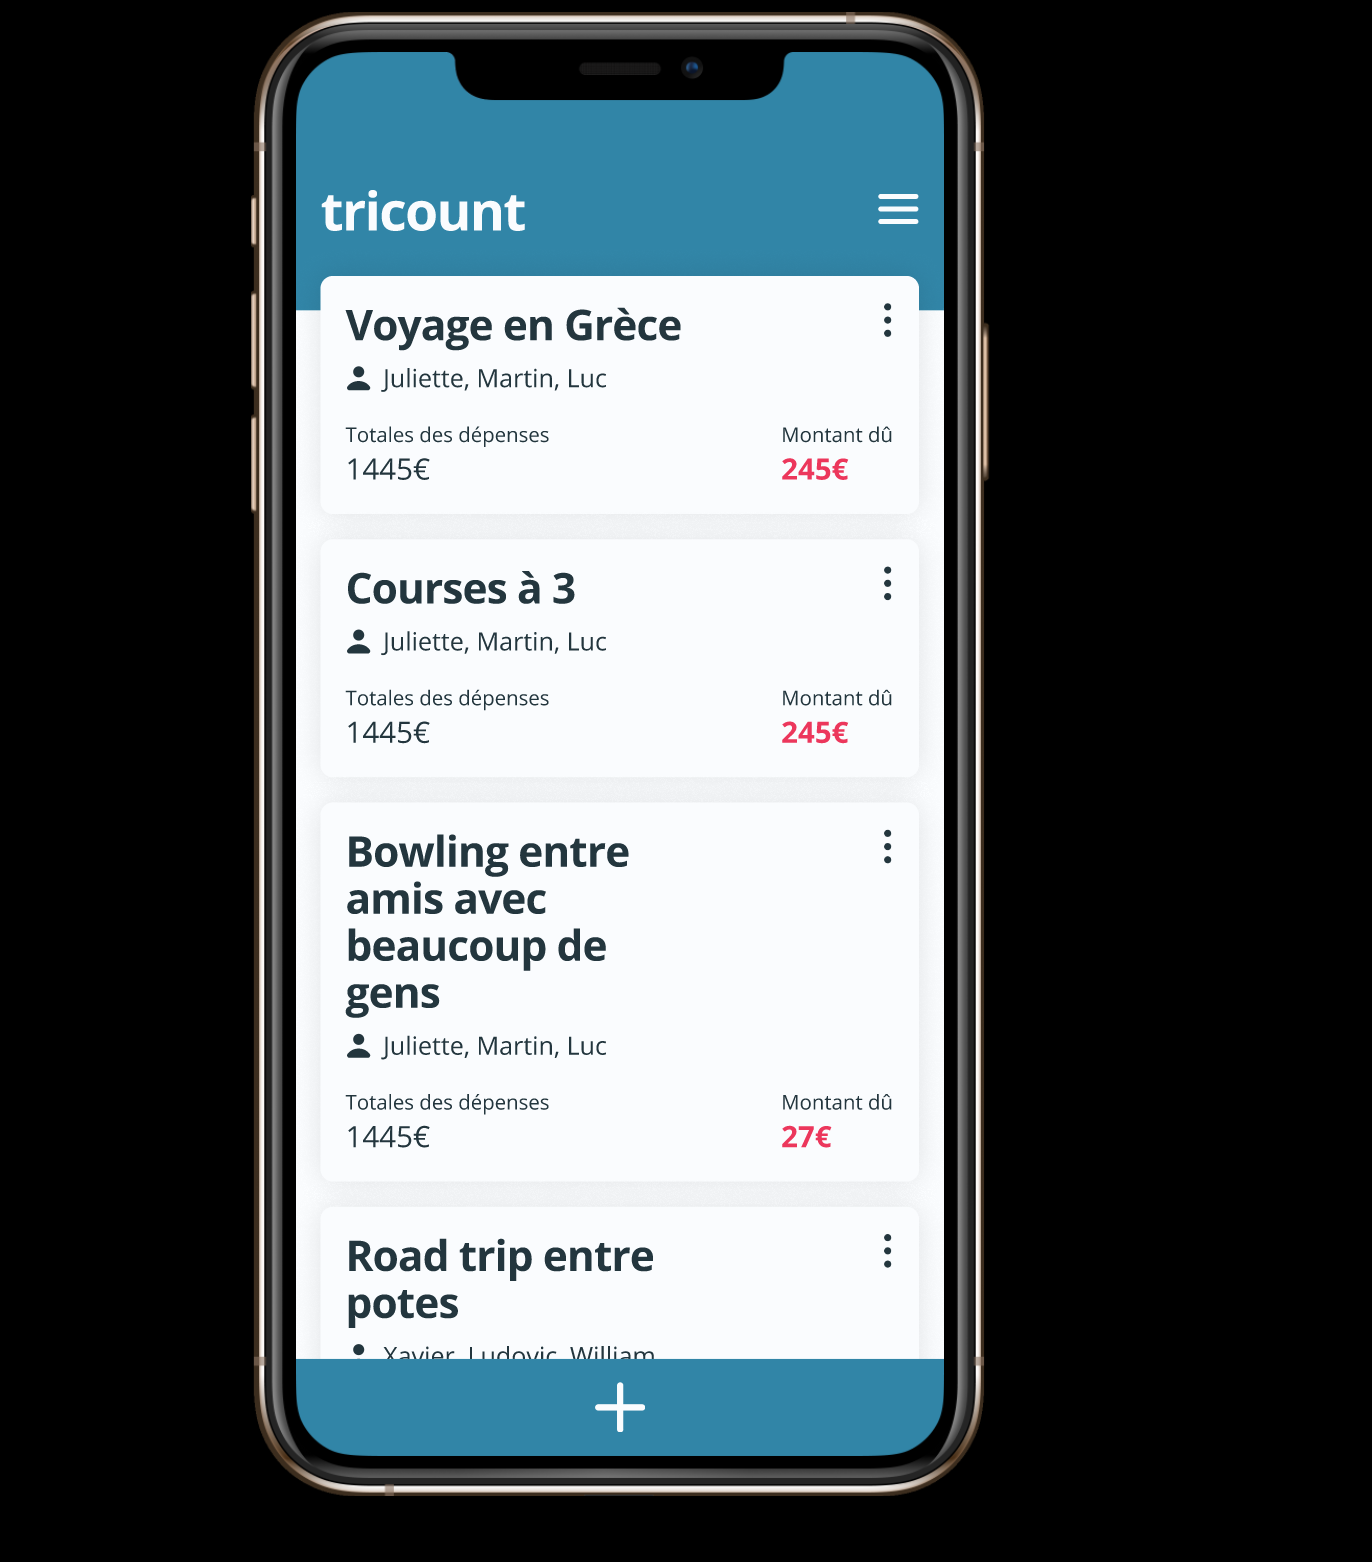 tricount
Voyage en Grèce
Juliette, Martin, Luc
Totales des dépenses
Montant dû
1445€
245€
Courses à 3
Juliette, Martin, Luc
Totales des dépenses
Montant dû
1445€
245€
Bowling entre
amis avec
beaucoup de
gens
Juliette, Martin, Luc
Totales des dépenses
Montant dû
1445€
27€
Road trip entre
potes
Xavier, Ludovic, William